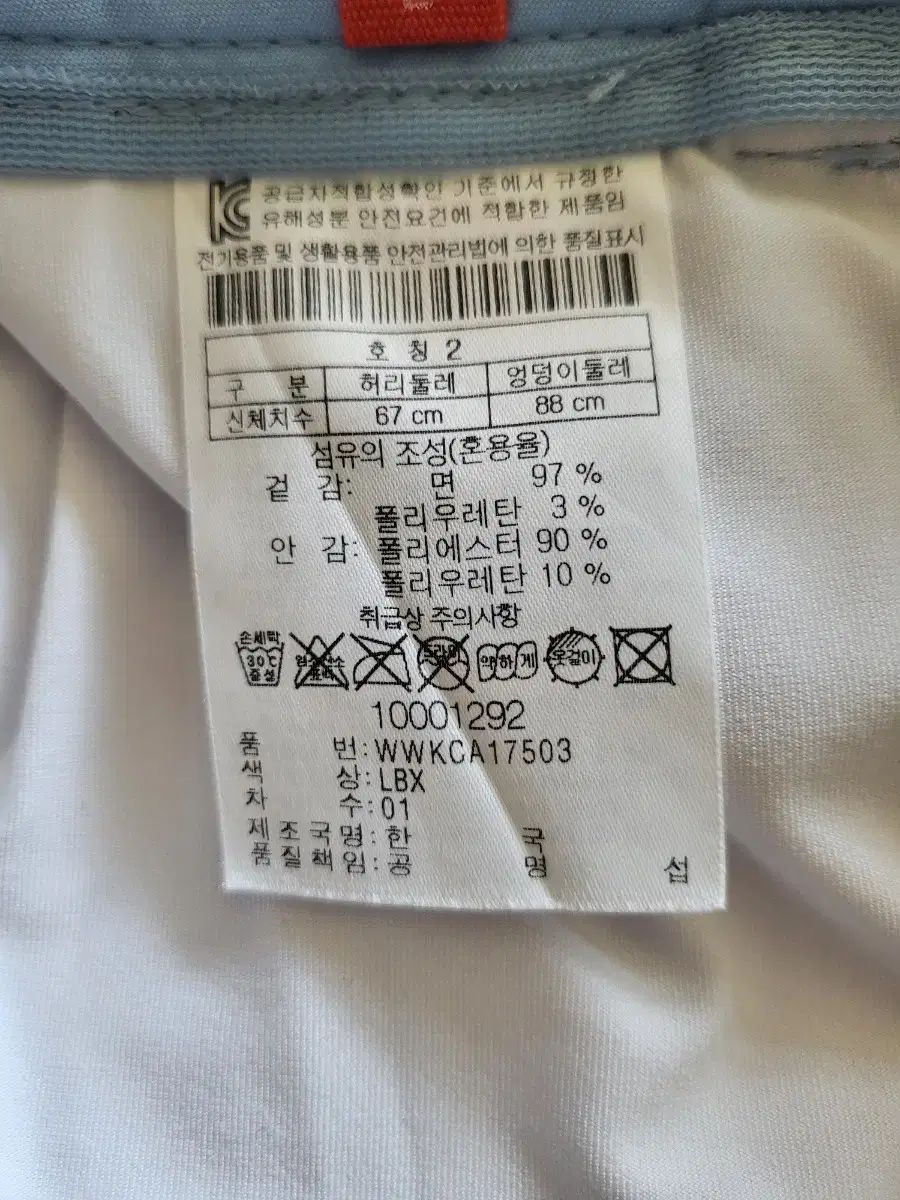 KC 공급자적합성확인 기준에서 규정한
유해성분 안전요건에 적합한 제품임
전기용품 및 생활용품 안전관리법에 의한 품질표시
호 칭 2
구 분 허리둘레 엉덩이둘레
신체치수 67 cm 88 cm
섬유의 조성(혼용율)
겉 감: 면 97 %
폴리우레탄 3 %
안 감: 폴리에스터 90 %
폴리우레탄 10 %
취급상 주의사항
손세탁 30℃ 중성 드라이 약하게 옷걸이
10001292
품 번: WWKCA17503
색 상: LBX
차 수: 01
제 조 국 명 : 한 국
품 질 책 임 : 공 명 섭